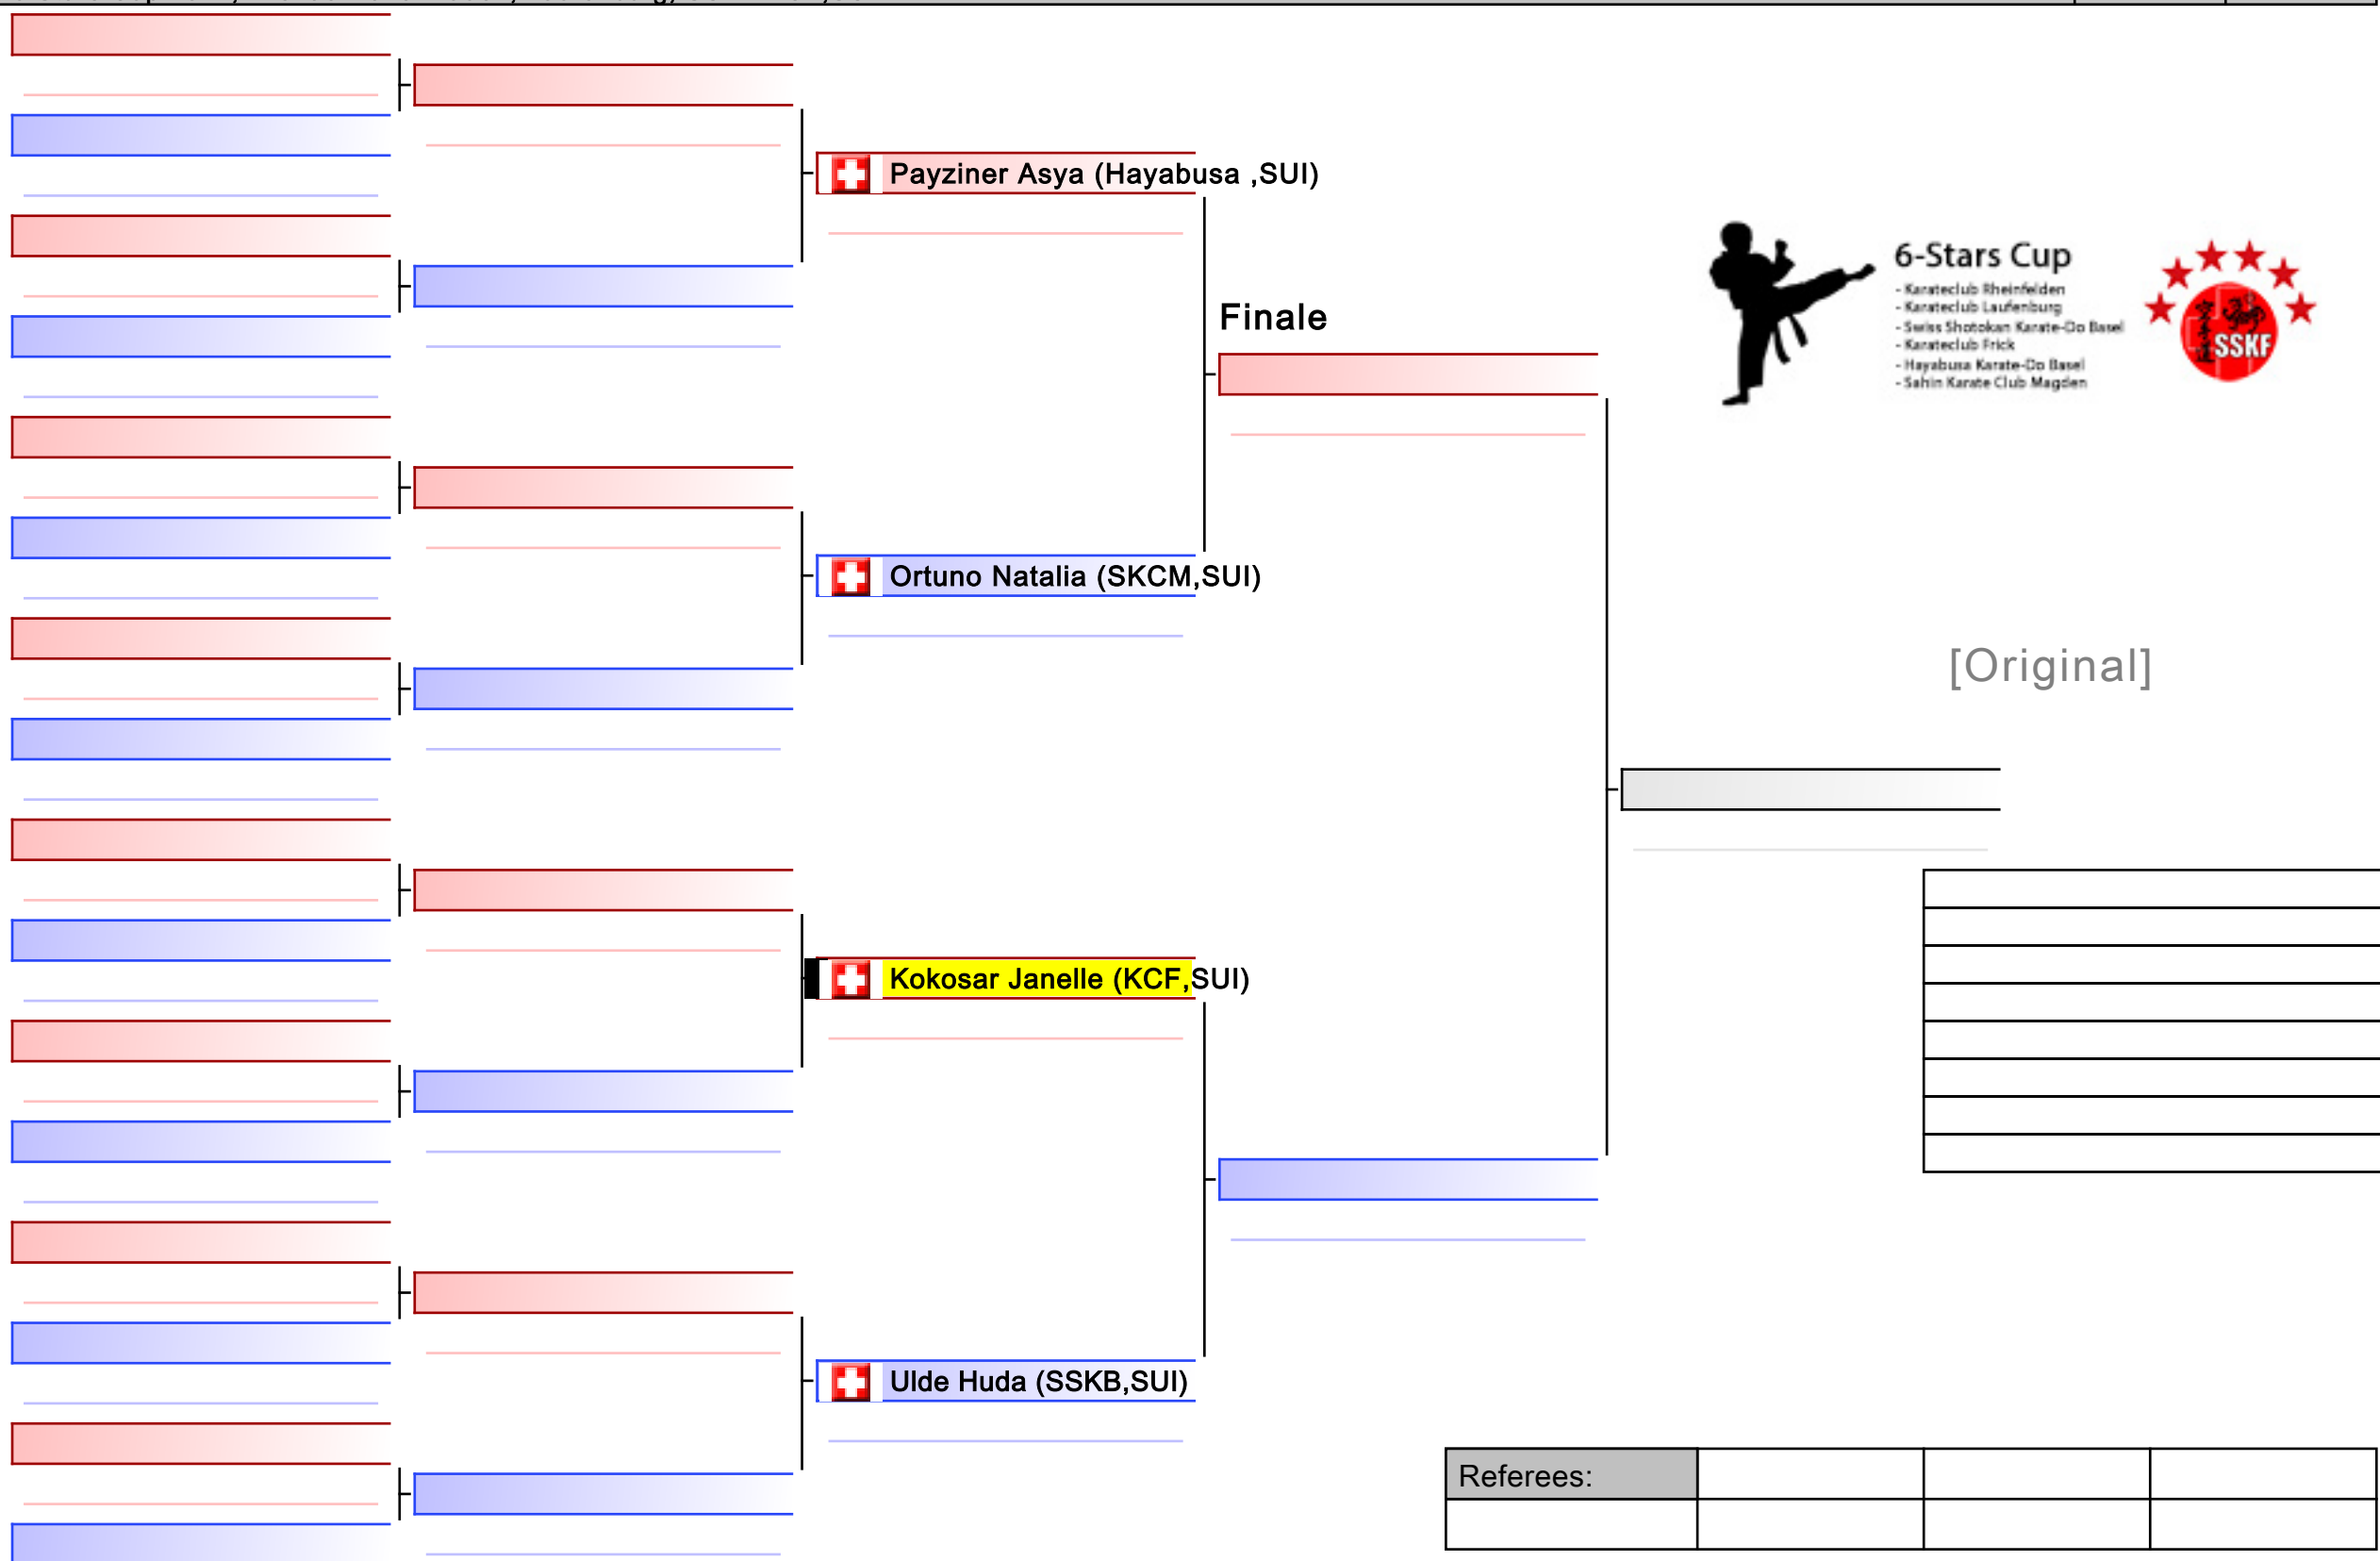 Payziner Asya (Hayabusa ,SUI)
6-Stars Cup
- Karateclub Rheinfelden
- Karateclub Laufenburg
- Swiss Shotokan Karate-Do Basel
- Karateclub Frick
- Hayabusa Karate-Do Basel
- Sahin Karate Club Magden
SSKF
Finale
Ortuno Natalia (SKCM,SUI)
[Original]
Kokosar Janelle (KCF,SUI)
Ulde Huda (SSKB,SUI)
Referees: